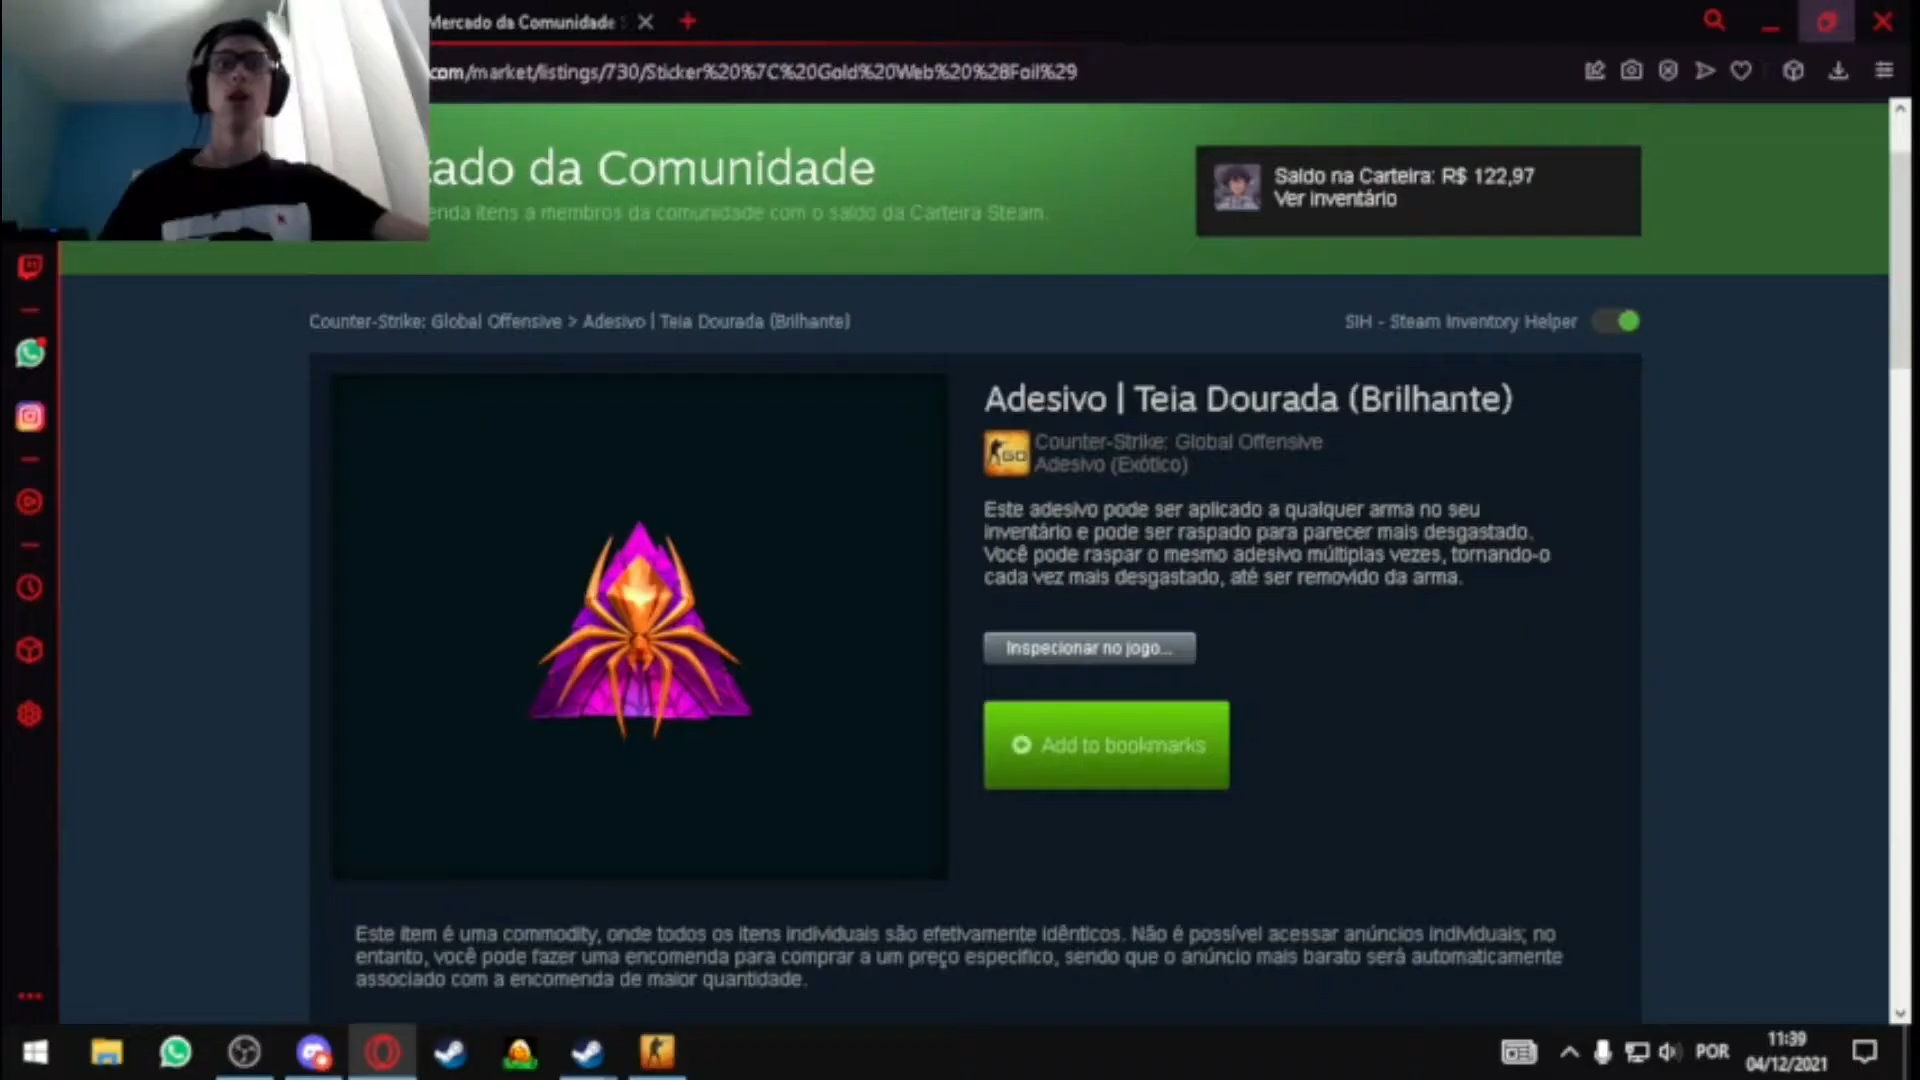 Mercado da Comunidade
com/market/listings/730/Sticker%20%7C%20Gold%20Web%20%28Foil%29
cado da Comunidade
enda itens a membros da comunidade com o saldo da Carteira Steam.
Saldo na Carteira: R$ 122,97
Ver inventário
Counter-Strike: Global Offensive > Adesivo | Teia Dourada (Brilhante)
SIH - Steam Inventory Helper
Adesivo | Teia Dourada (Brilhante)
GO
Counter-Strike: Global Offensive
Adesivo (Exótico)
Este adesivo pode ser aplicado a qualquer arma no seu
inventário e pode ser raspado para parecer mais desgastado.
Você pode raspar o mesmo adesivo múltiplas vezes, tornando-o
cada vez mais desgastado, até ser removido da arma.
Inspecionar no jogo...
Add to bookmarks
Este item é uma commodity, onde todos os itens individuais são efetivamente idênticos. Não é possível acessar anúncios individuais; no
entanto, você pode fazer uma encomenda para comprar a um preço específico, sendo que o anúncio mais barato será automaticamente
associado com a encomenda de maior quantidade.
POR
11:39
04/12/2021